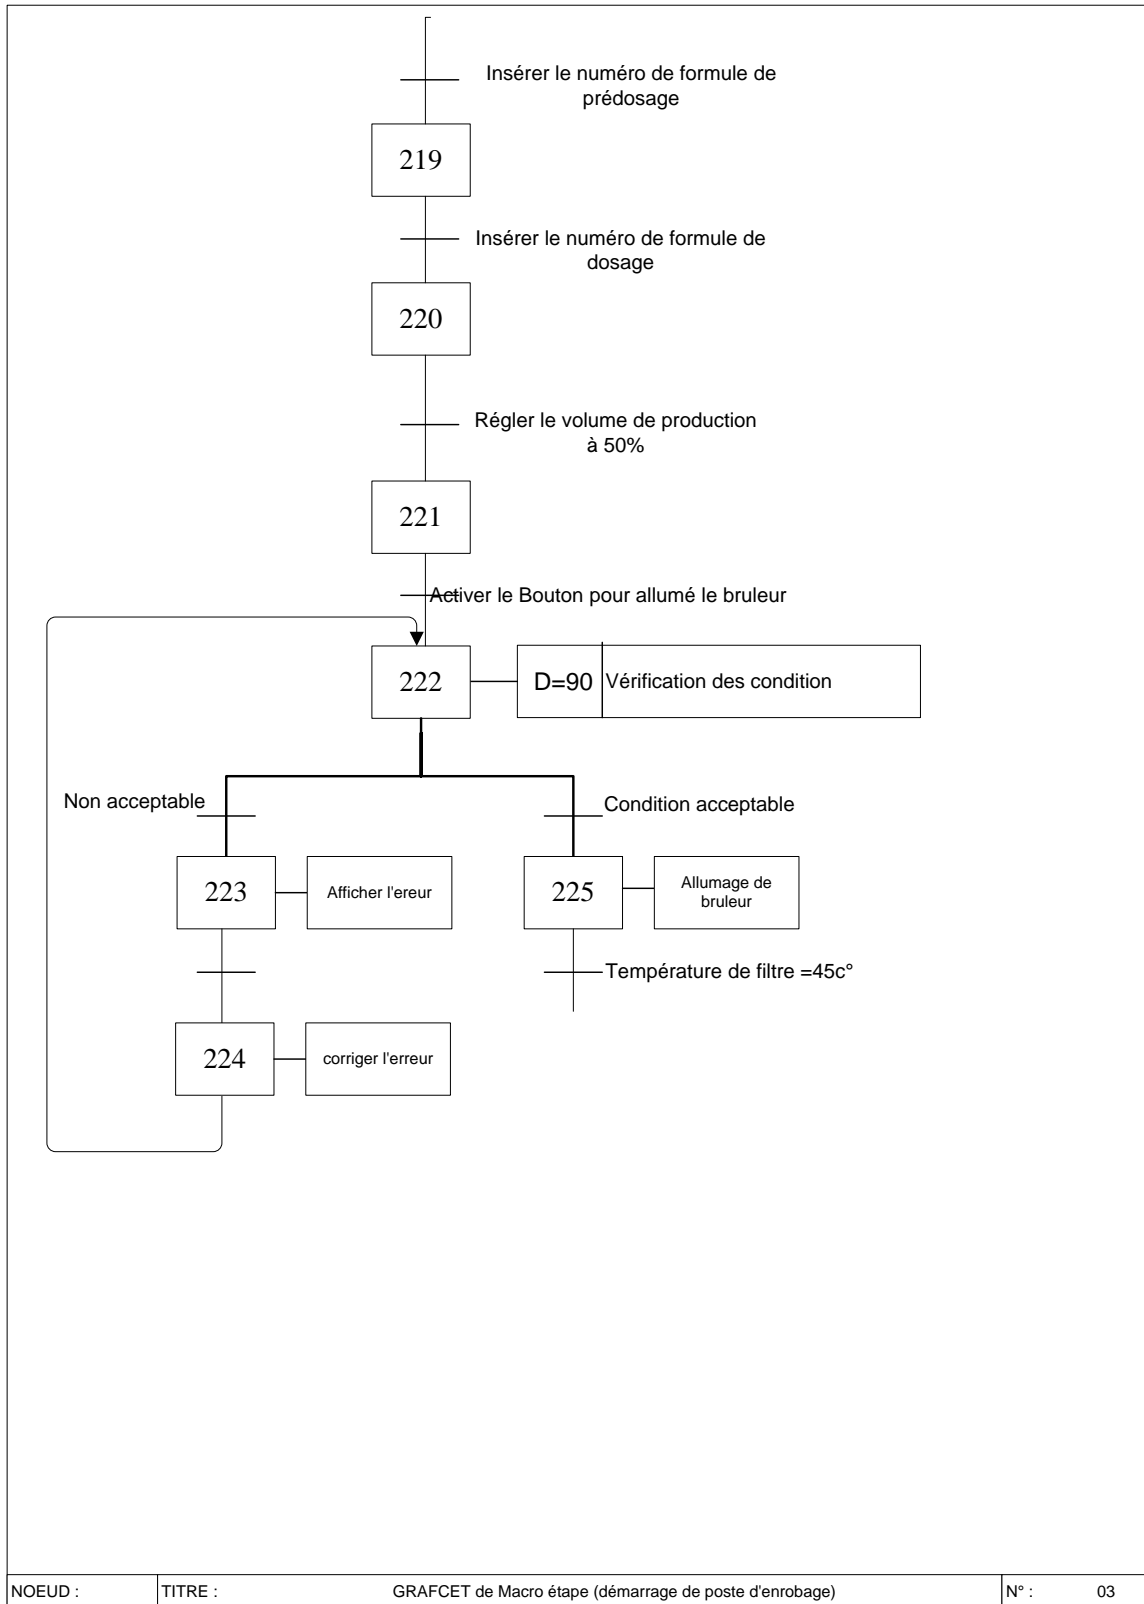 Insérer le numéro de formule de
prédosage
219
Insérer le numéro de formule de
dosage
220
Régler le volume de production
à 50%
221
Activer le Bouton pour allumé le bruleur
222
D=90
Vérification des condition
Non acceptable
Condition acceptable
223
Afficher l'ereur
225
Allumage de
bruleur
Température de filtre =45c°
224
corriger l'erreur
NOEUD :
TITRE :
GRAFCET de Macro étape (démarrage de poste d'enrobage)
N° :
03